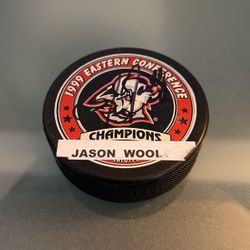 1999 EASTERN CONFERENCE
CHAMPIONS
JASON WOOL